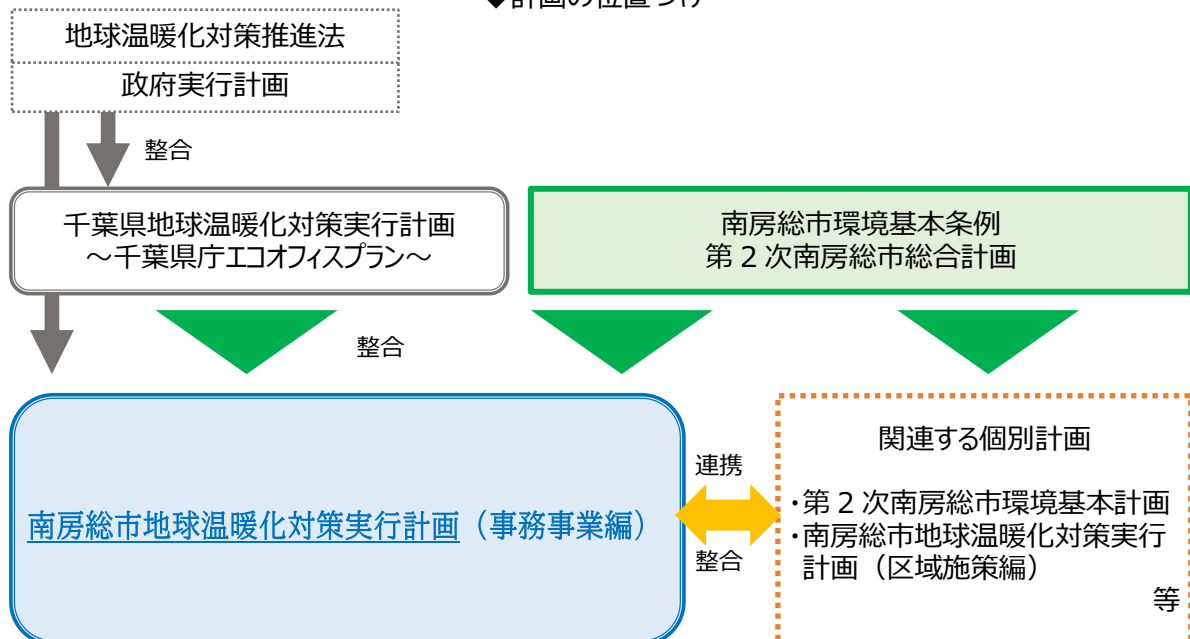 ◆計画の位置づけ
地球温暖化対策推進法
政府実行計画
整合
千葉県地球温暖化対策実行計画
～千葉県庁エコオフィスプラン～
南房総市環境基本条例
第２次南房総市総合計画
整合
南房総市地球温暖化対策実行計画（事務事業編）
連携
整合
関連する個別計画
・第２次南房総市環境基本計画
・南房総市地球温暖化対策実行
計画（区域施策編）
等